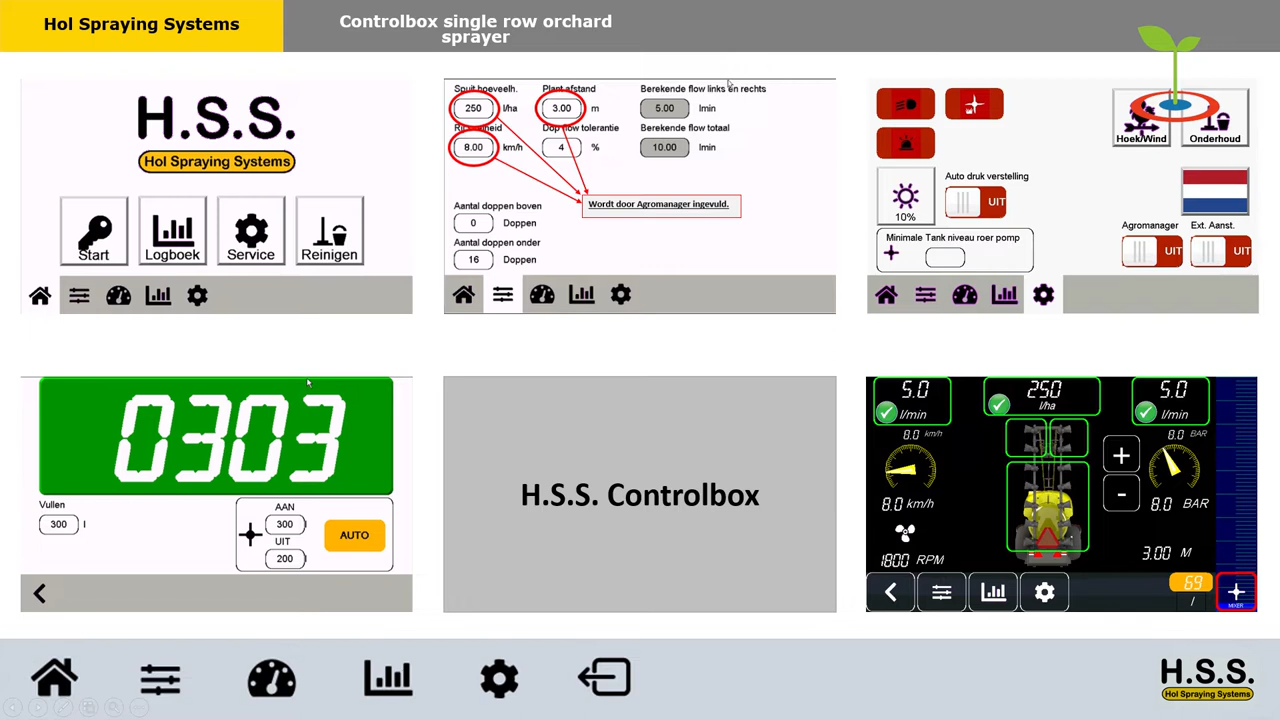 Hol Spraying Systems
Controlbox single row orchard
sprayer
H.S.S.
Hol Spraying Systems
Start
Logboek
Service
Reinigen
Spuit hoeveelh.
250 l/ha
Plant afstand
3.00 m
Berekende flow links en rechts
5.00 lmin
Rijsnelheid
8.00 km/h
Dop flow tolerantie
4 %
Berekende flow totaal
10.00 lmin
Wordt door Agromanager ingevuld.
Aantal doppen boven
0 Doppen
Aantal doppen onder
16 Doppen
Hoek/Wind
Onderhoud
10%
Auto druk verstelling
UIT
Minimale Tank niveau roer pomp
Agromanager
UIT
Ext. Aanst.
UIT
0303
Vullen
300 l
AAN
300 l
UIT
200 l
AUTO
H.S.S. Controlbox
5.0
l/min
250
l/ha
5.0
l/min
8.0 km/h
8.0 km/h
1800 RPM
+
-
8.0 BAR
8.0 BAR
3.00 M
69
l
MIXER
H.S.S.
Hol Spraying Systems